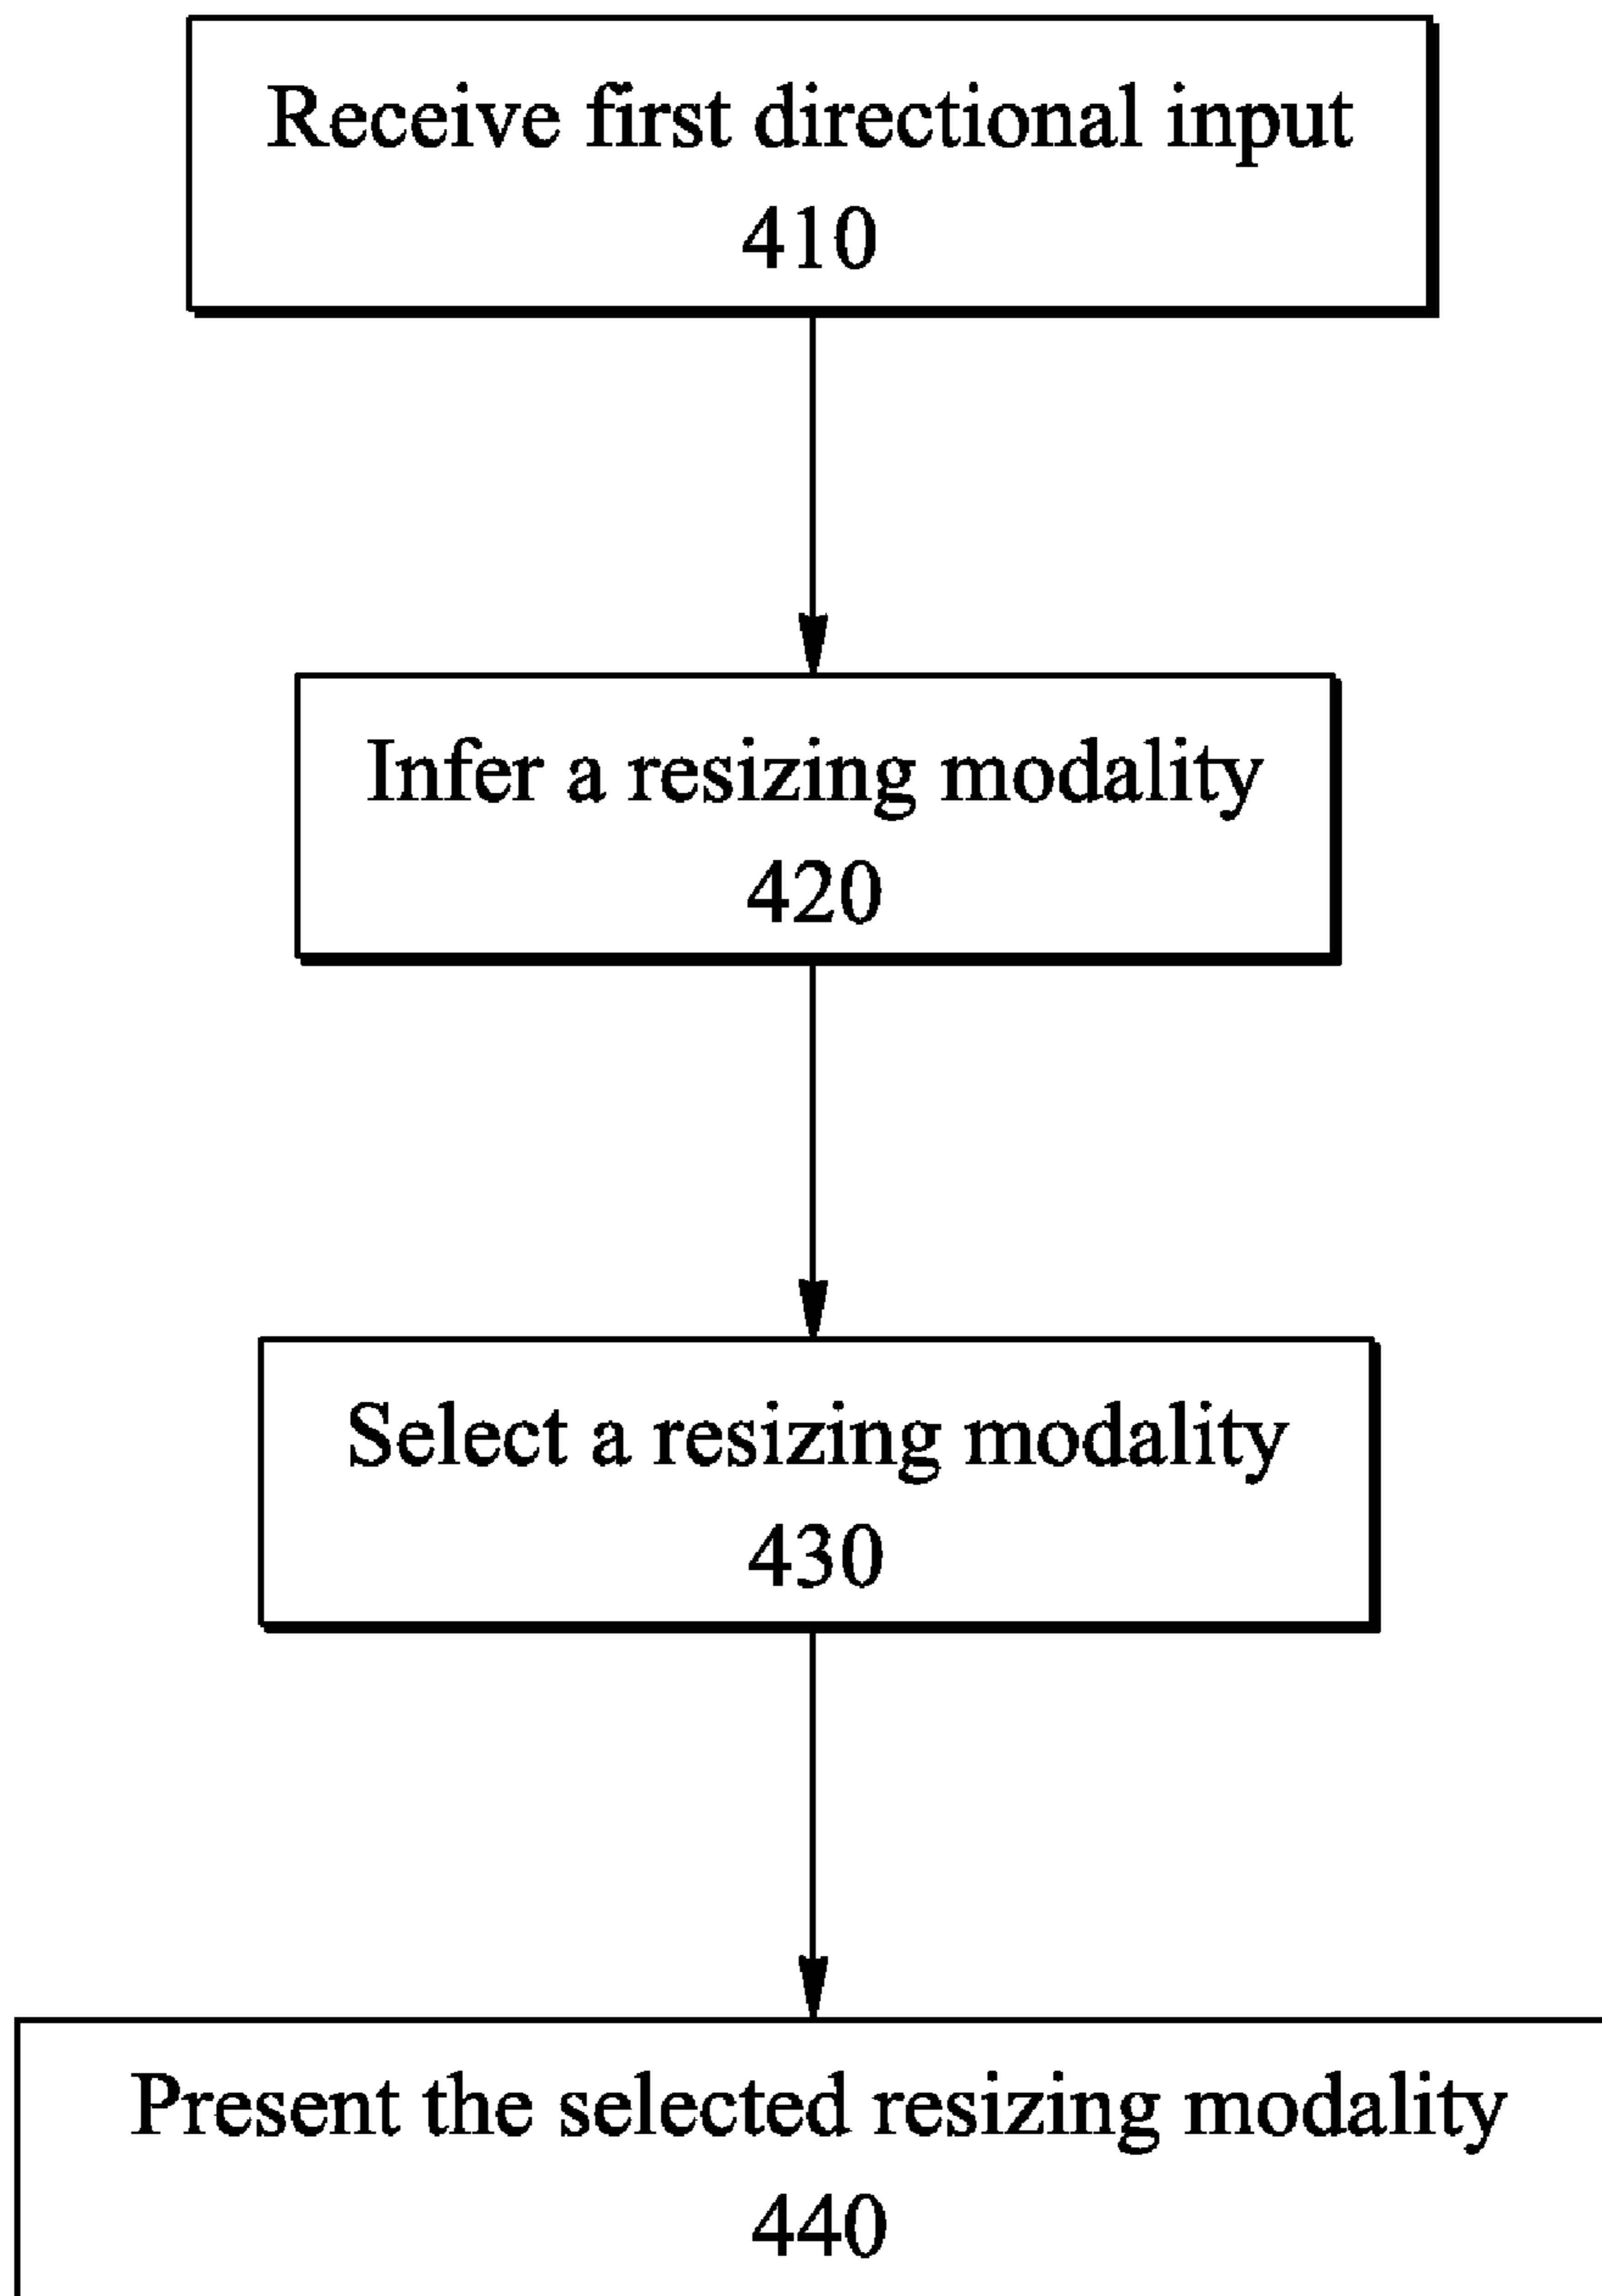 Receive first directional input
410
Infer a resizing modality
420
Select a resizing modality
430
Present the selected resizing modality
440